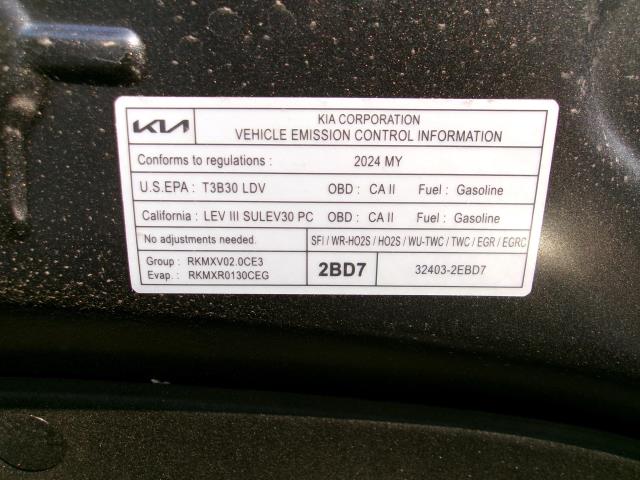 KIA KIA CORPORATION
VEHICLE EMISSION CONTROL INFORMATION
Conforms to regulations : 2024 MY
U.S.EPA : T3B30 LDV OBD : CA II Fuel : Gasoline
California : LEV III SULEV30 PC OBD : CA II Fuel : Gasoline
No adjustments needed. SFI / WR-HO2S / HO2S / WU-TWC / TWC / EGR / EGRC
Group : RKMXV02.0CE3
Evap. : RKMXR0130CEG
2BD7 32403-2EBD7